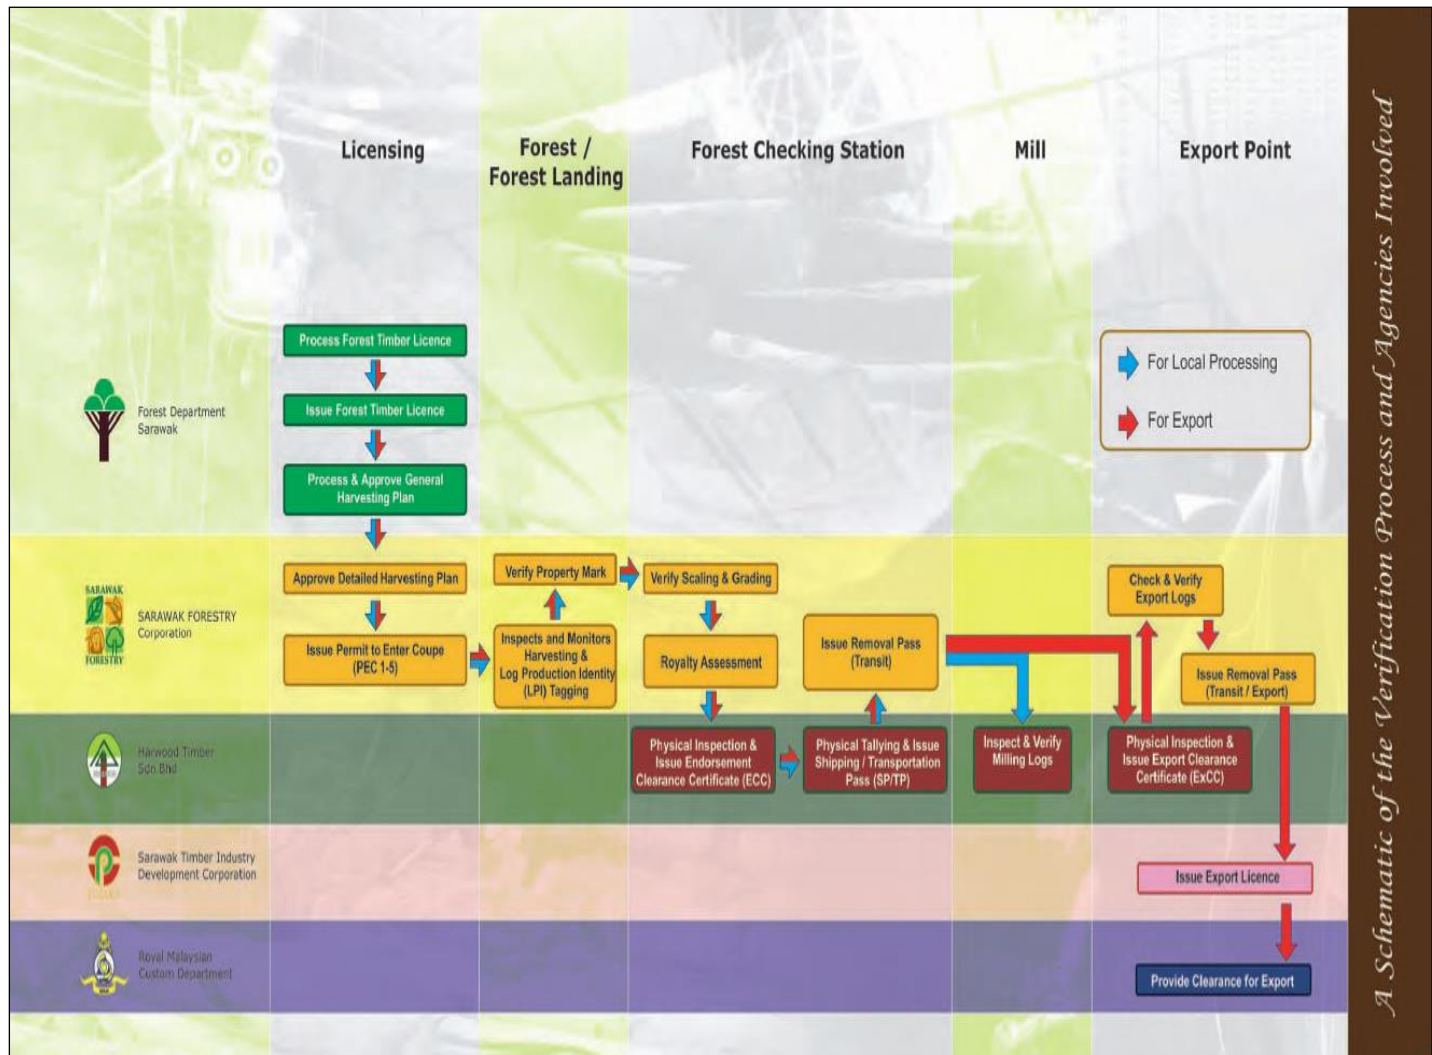 Licensing
Forest /
Forest Landing
Forest Checking Station
Mill
Export Point
Process Forest Timber Licence
Issue Forest Timber Licence
Process & Approve General
Harvesting Plan
Forest Department
Sarawak
For Local Processing
For Export
SARAWAK
FORESTRY
SARAWAK FORESTRY
Corporation
Approve Detailed Harvesting Plan
Issue Permit to Enter Coupe
(PEC 1-5)
Verify Property Mark
Inspects and Monitors
Harvesting &
Log Production Identity
(LPI) Tagging
Verify Scaling & Grading
Royalty Assessment
Issue Removal Pass
(Transit)
Check & Verify
Export Logs
Issue Removal Pass
(Transit / Export)
Harwood Timber
Sdn Bhd
Physical Inspection &
Issue Endorsement
Clearance Certificate (ECC)
Physical Tallying & Issue
Shipping / Transportation
Pass (SP/TP)
Inspect & Verify
Milling Logs
Physical Inspection &
Issue Export Clearance
Certificate (ExCC)
Sarawak Timber Industry
Development Corporation
Issue Export Licence
Royal Malaysian
Custom Department
Provide Clearance for Export
A Schematic of the Verification Process and Agencies Involved